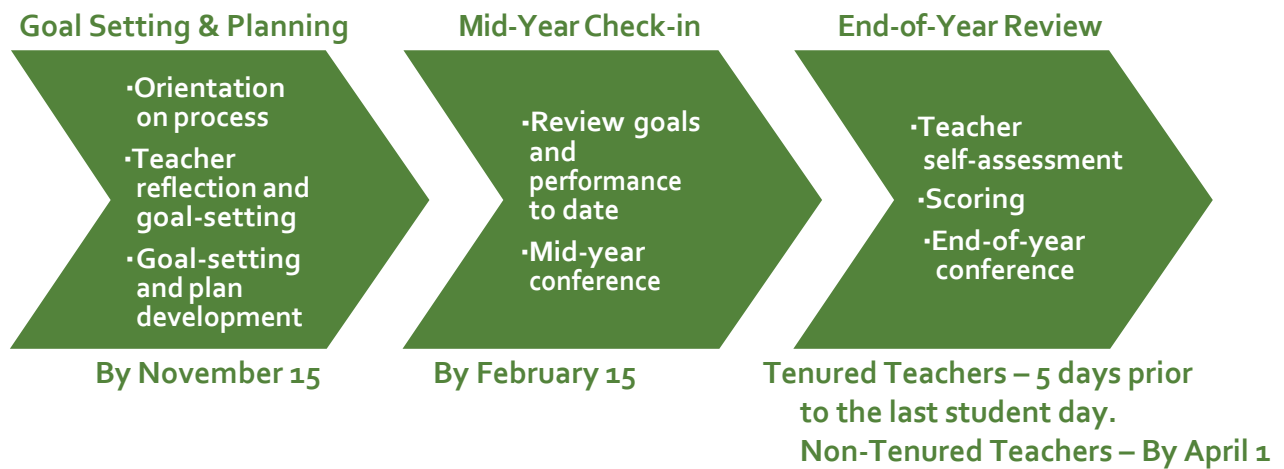 Goal Setting & Planning
▪Orientation
on process
▪Teacher
reflection and
goal-setting
▪Goal-setting
and plan
development
By November 15
Mid-Year Check-in
▪Review goals
and
performance
to date
▪Mid-year
conference
By February 15
End-of-Year Review
▪Teacher
self-assessment
▪Scoring
▪End-of-year
conference
Tenured Teachers – 5 days prior
to the last student day.
Non-Tenured Teachers – By April 1